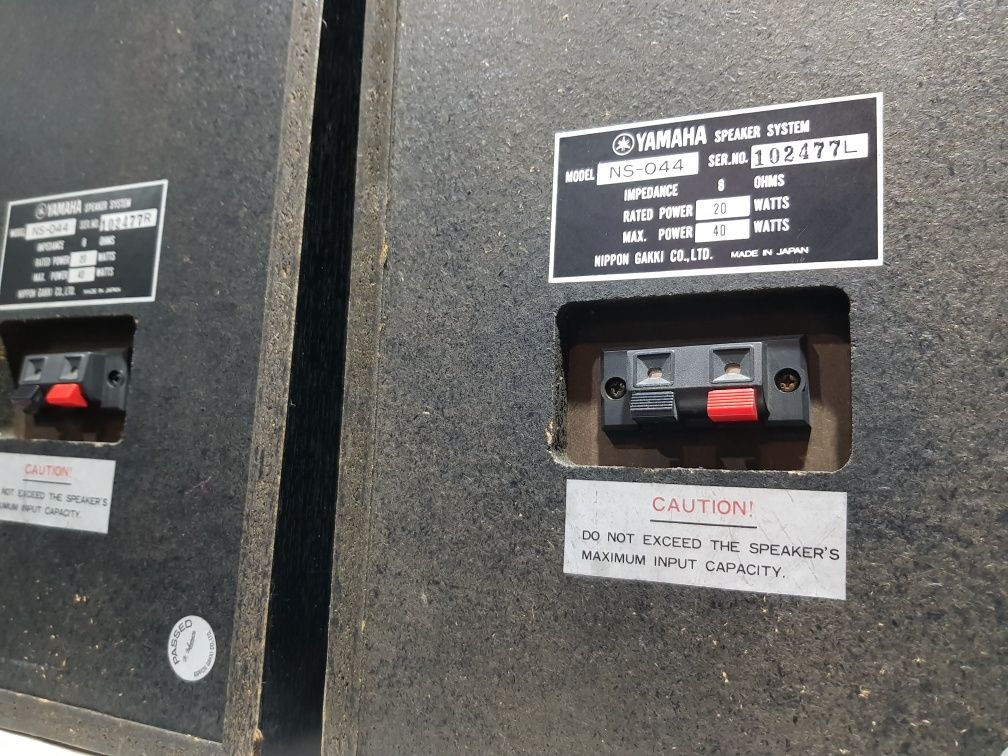 YAMAHA SPEAKER SYSTEM
MODEL NS-044 SER.NO. 102477R
IMPEDANCE 8 OHMS
RATED POWER 20 WATTS
MAX. POWER 40 WATTS
NIPPON GAKKI CO.,LTD. MADE IN JAPAN
CAUTION!
NOT EXCEED THE SPEAKER'S
INPUT CAPACITY.
PASSED
YAMAHA SPEAKER SYSTEM
MODEL NS-044 SER.NO. 102477L
IMPEDANCE 8 OHMS
RATED POWER 20 WATTS
MAX. POWER 40 WATTS
NIPPON GAKKI CO.,LTD. MADE IN JAPAN
CAUTION!
DO NOT EXCEED THE SPEAKER'S
MAXIMUM INPUT CAPACITY.